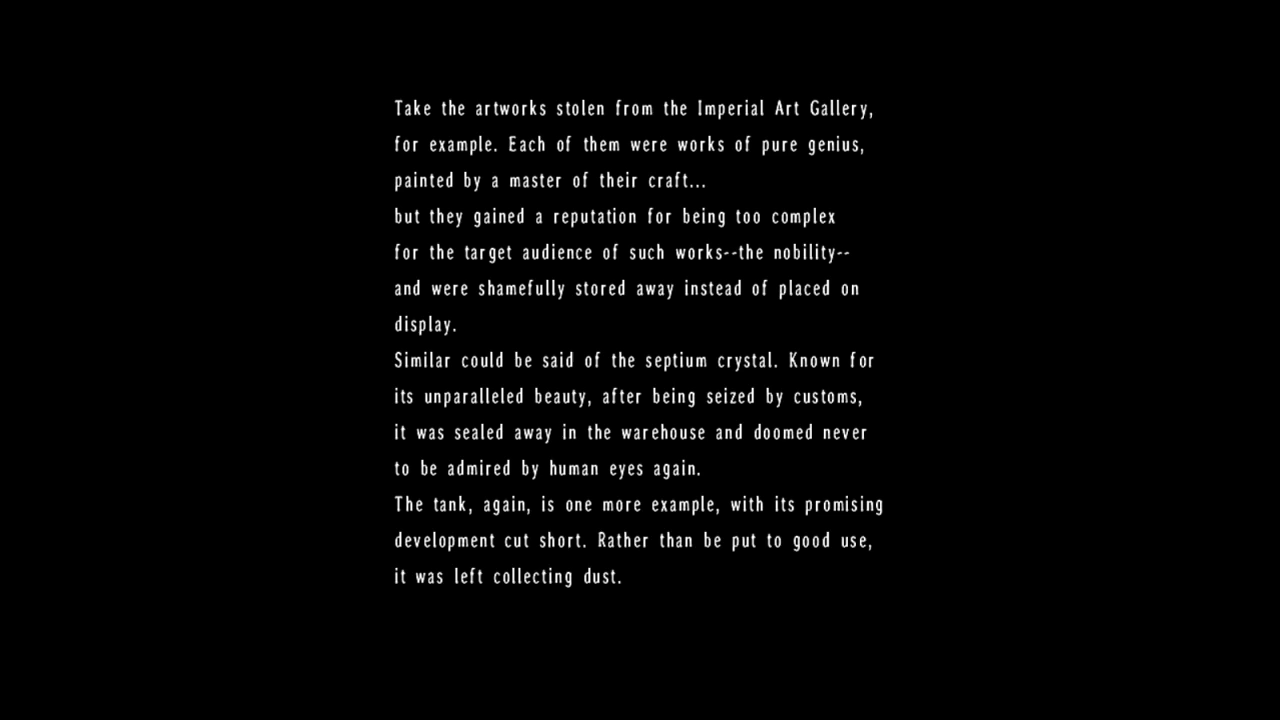 Take the artworks stolen from the Imperial Art Gallery,
for example. Each of them were works of pure genius,
painted by a master of their craft...
but they gained a reputation for being too complex
for the target audience of such works--the nobility--
and were shamefully stored away instead of placed on
display.
Similar could be said of the septium crystal. Known for
its unparalleled beauty, after being seized by customs,
it was sealed away in the warehouse and doomed never
to be admired by human eyes again.
The tank, again, is one more example, with its promising
development cut short. Rather than be put to good use,
it was left collecting dust.